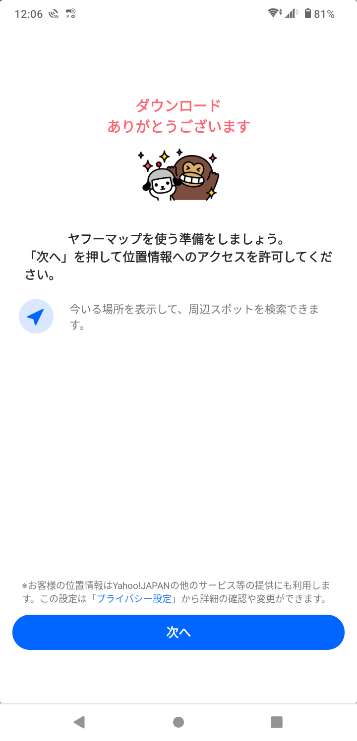 12:06
81%
ダウンロード
ありがとうございます
ヤフーマップを使う準備をしましょう。
「次へ」を押して位置情報へのアクセスを許可してくだ
さい。
今いる場所を表示して、周辺スポットを検索できま
す。
※お客様の位置情報はYahoo!JAPANの他のサービス等の提供にも利用しま
す。この設定は「プライバシー設定」から詳細の確認や変更ができます。
次へ